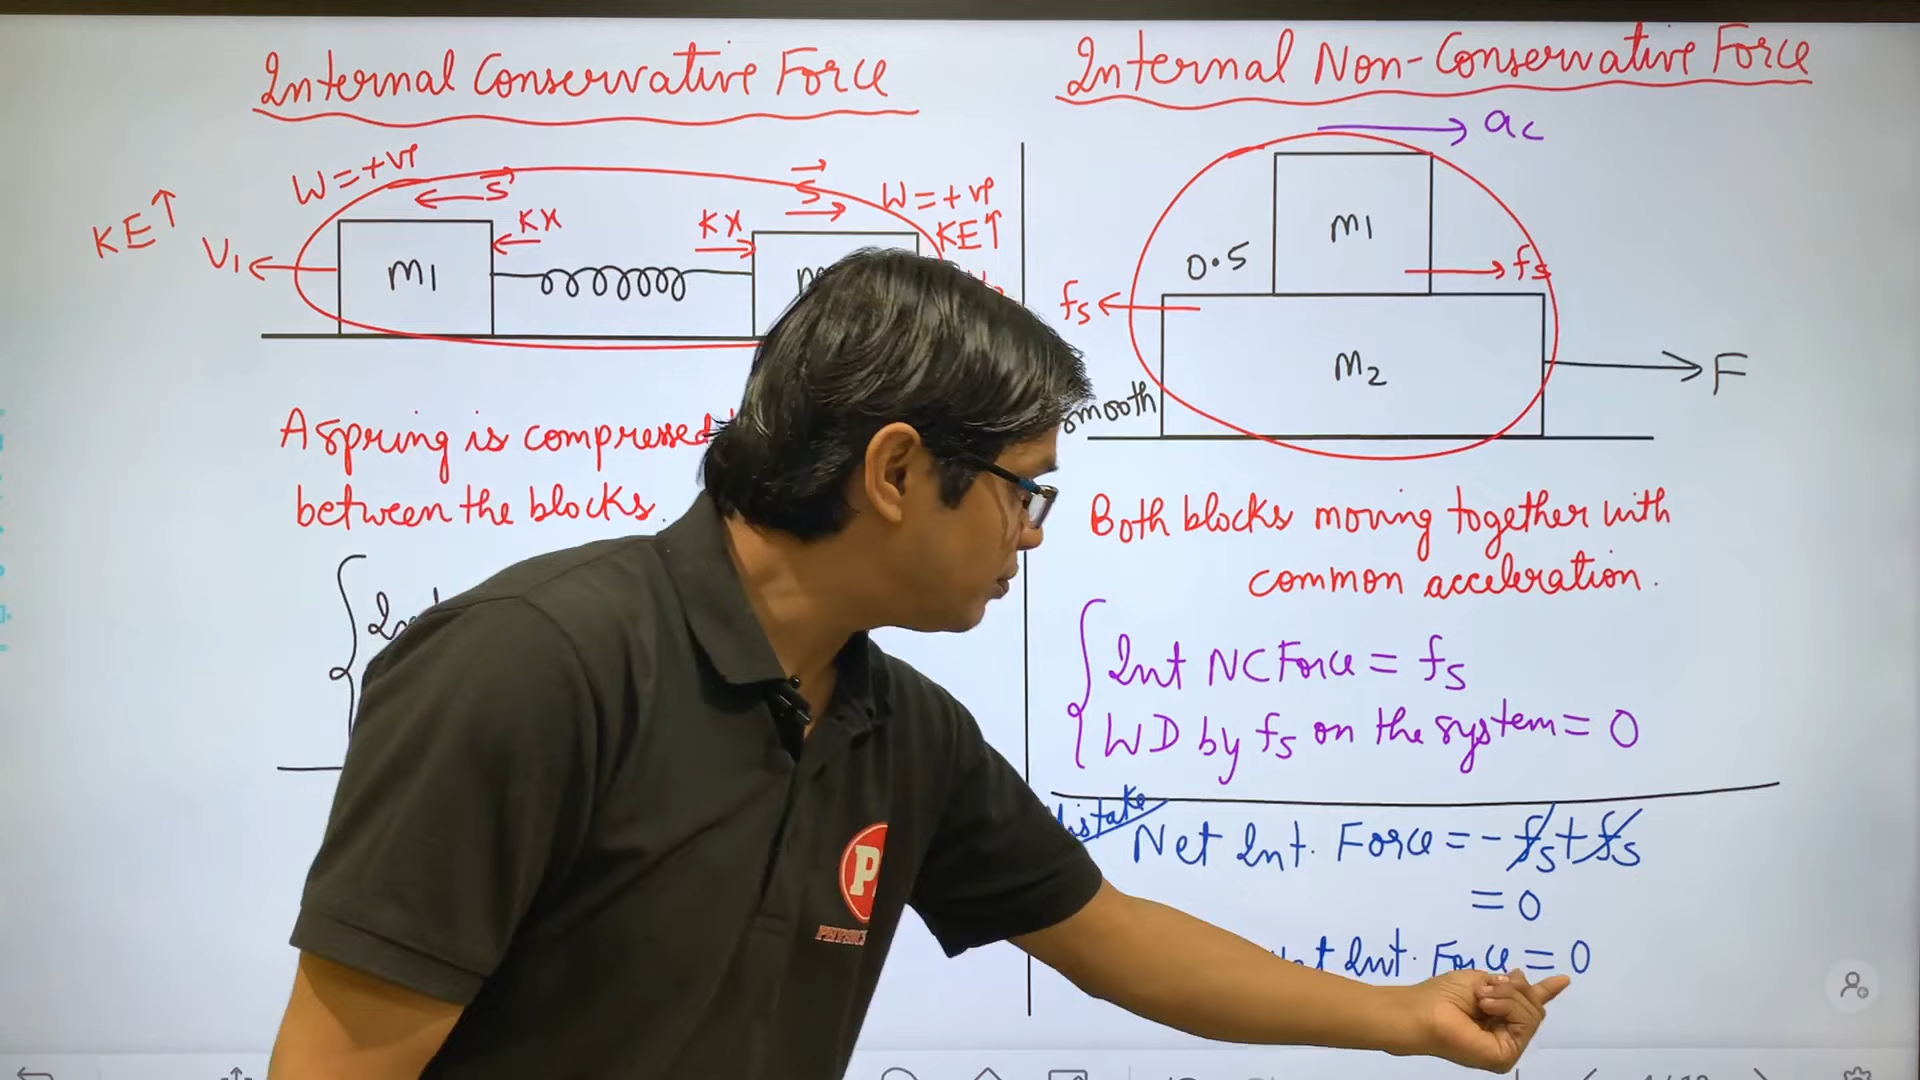 Internal Conservative Force
W=+ve
S
S
W=+ve
KE↑
KX
KX
KE↑
V1
m1
A spring is compressed
between the blocks.
Internal Non-Conservative Force
ac
m1
0.5
fs
fs
m2
F
smooth
Both blocks moving together with
common acceleration.
Int NC Force = fs
WD by fs on the system = 0
Mistake
Net Int. Force = -fs+fs
= 0
Int. Force = 0